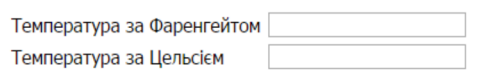 Температура за Фаренгейтом
Температура за Цельсієм